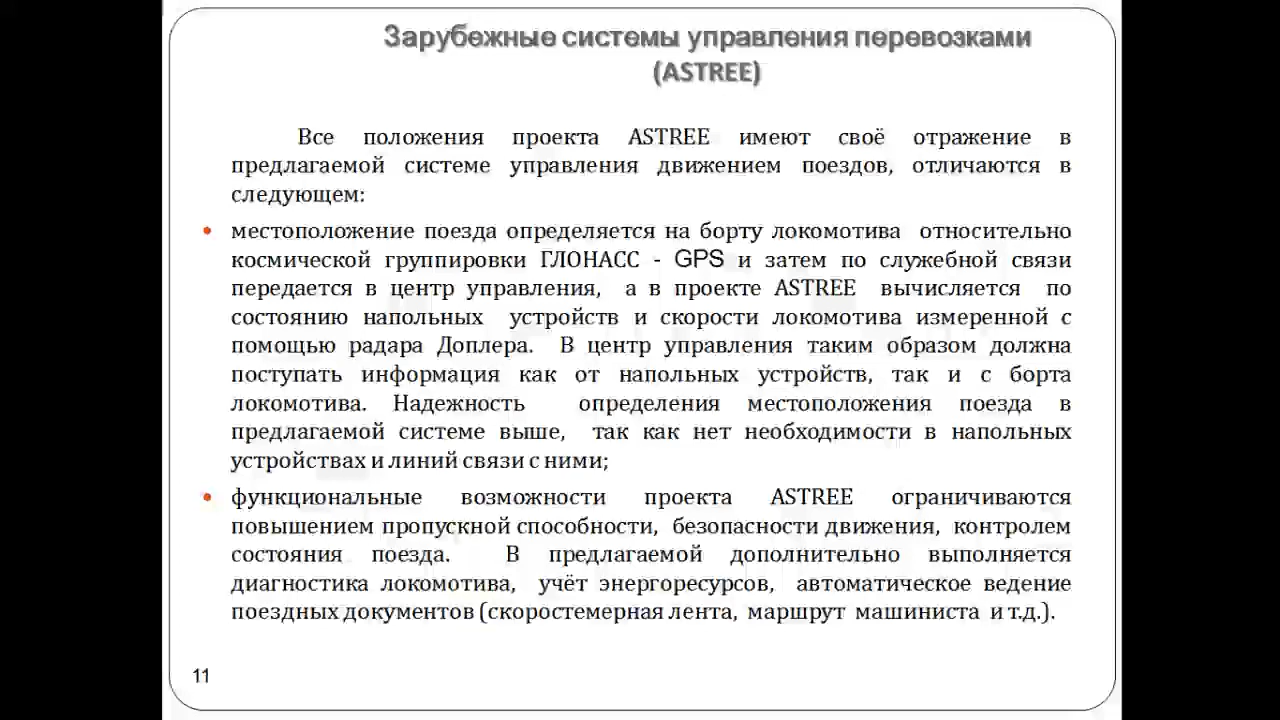 Зарубежные системы управления перевозками
(ASTREE)
Все положения проекта ASTREE имеют своё отражение в
предлагаемой системе управления движением поездов, отличаются в
следующем:
• местоположение поезда определяется на борту локомотива относительно
космической группировки ГЛОНАСС - GPS и затем по служебной связи
передается в центр управления, а в проекте ASTREE вычисляется по
состоянию напольных устройств и скорости локомотива измеренной с
помощью радара Доплера. В центр управления таким образом должна
поступать информация как от напольных устройств, так и с борта
локомотива. Надежность определения местоположения поезда в
предлагаемой системе выше, так как нет необходимости в напольных
устройствах и линий связи с ними;
• функциональные возможности проекта ASTREE ограничиваются
повышением пропускной способности, безопасности движения, контролем
состояния поезда. В предлагаемой дополнительно выполняется
диагностика локомотива, учёт энергоресурсов, автоматическое ведение
поездных документов (скоростемерная лента, маршрут машиниста и т.д.).
11